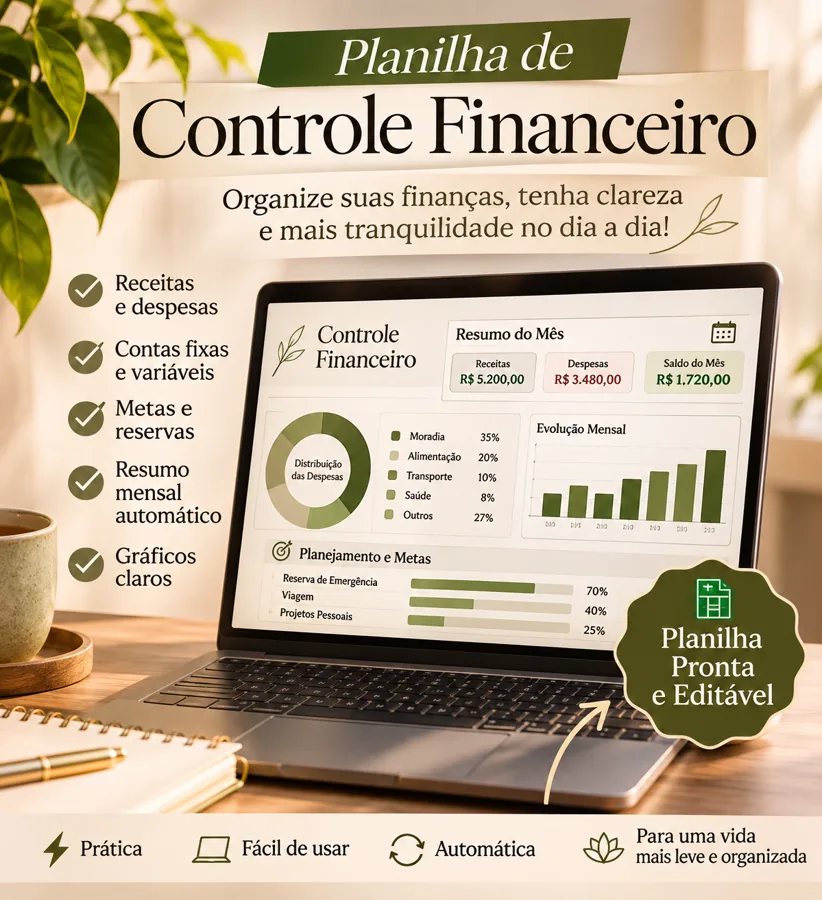 Planilha de
Controle Financeiro
Organize suas finanças, tenha clareza
e mais tranquilidade no dia a dia!
Receitas
e despesas
Contas fixas
e variáveis
Metas e
reservas
Resumo
mensal
automático
Gráficos
claros
Controle
Financeiro
Resumo do Mês
Receitas
R$ 5.200,00
Despesas
R$ 3.480,00
Saldo do Mês
R$ 1.720,00
Distribuição
das Despesas
Moradia 35%
Alimentação 20%
Transporte 10%
Saúde 8%
Outros 27%
Evolução Mensal
Planejamento e Metas
Reserva de Emergência 70%
Viagem 40%
Projetos Pessoais 25%
Planilha
Pronta
e Editável
Prática
Fácil de usar
Automática
Para uma vida
mais leve e organizada